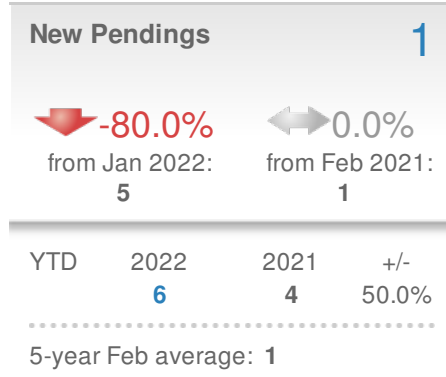 New Pendings 1
-80.0% 0.0%
from Jan 2022: from Feb 2021:
5 1
YTD 2022 2021 +/-
6 4 50.0%
5-year Feb average: 1